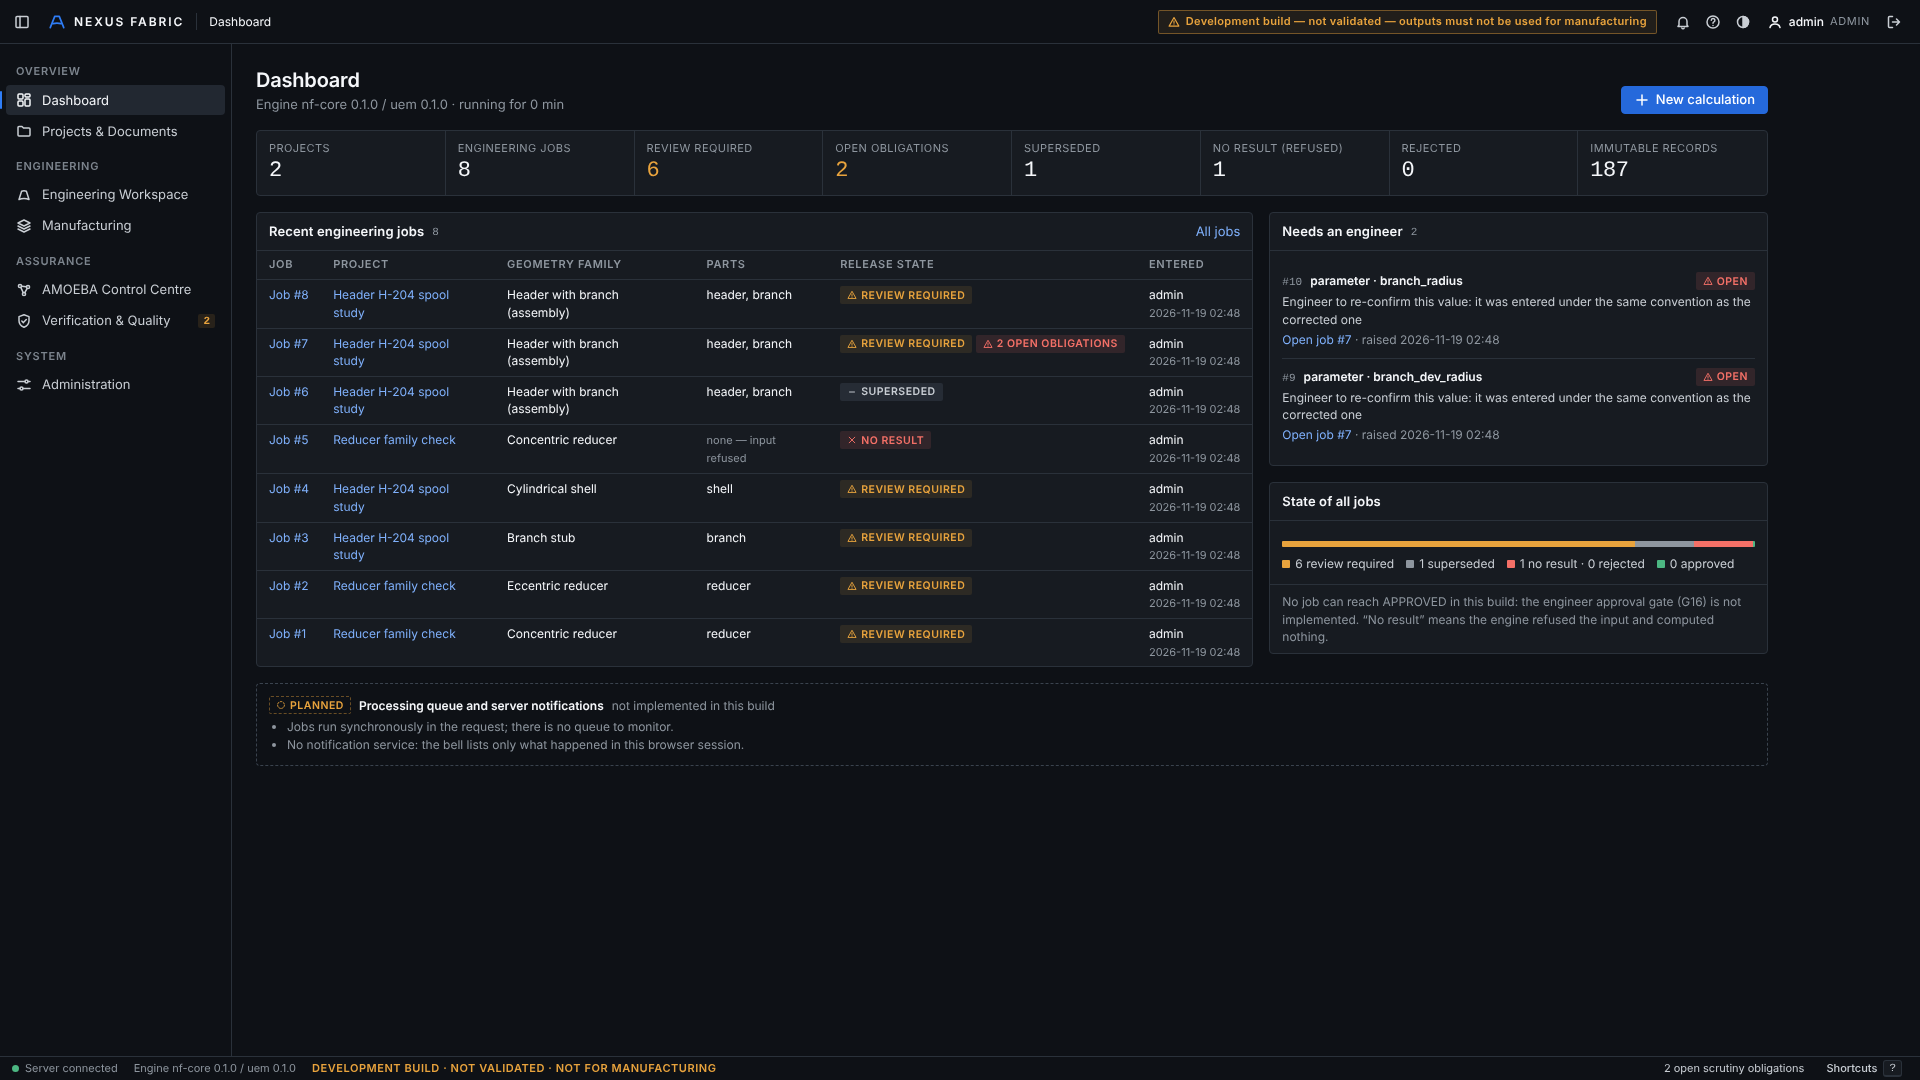 NEXUS FABRIC
Dashboard
Development build — not validated — outputs must not be used for manufacturing
admin ADMIN
OVERVIEW
Dashboard
Projects & Documents
ENGINEERING
Engineering Workspace
Manufacturing
ASSURANCE
AMOEBA Control Centre
Verification & Quality 2
SYSTEM
Administration
Dashboard
Engine nf-core 0.1.0 / uem 0.1.0 · running for 0 min
New calculation
PROJECTS
2
ENGINEERING JOBS
8
REVIEW REQUIRED
6
OPEN OBLIGATIONS
2
SUPERSEDED
1
NO RESULT (REFUSED)
1
REJECTED
0
IMMUTABLE RECORDS
187
Recent engineering jobs 8
All jobs
JOB PROJECT GEOMETRY FAMILY PARTS RELEASE STATE ENTERED
Job #8 Header H-204 spool Header with branch header, branch REVIEW REQUIRED admin
study (assembly) 2026-11-19 02:48
Job #7 Header H-204 spool Header with branch header, branch REVIEW REQUIRED 2 OPEN OBLIGATIONS admin
study (assembly) 2026-11-19 02:48
Job #6 Header H-204 spool Header with branch header, branch SUPERSEDED admin
study (assembly) 2026-11-19 02:48
Job #5 Reducer family check Concentric reducer none — input NO RESULT admin
refused 2026-11-19 02:48
Job #4 Header H-204 spool Cylindrical shell shell REVIEW REQUIRED admin
study 2026-11-19 02:48
Job #3 Header H-204 spool Branch stub branch REVIEW REQUIRED admin
study 2026-11-19 02:48
Job #2 Reducer family check Eccentric reducer reducer REVIEW REQUIRED admin
2026-11-19 02:48
Job #1 Reducer family check Concentric reducer reducer REVIEW REQUIRED admin
2026-11-19 02:48
Needs an engineer 2
#10 parameter · branch_radius OPEN
Engineer to re-confirm this value: it was entered under the same convention as the
corrected one
Open job #7 · raised 2026-11-19 02:48
#9 parameter · branch_dev_radius OPEN
Engineer to re-confirm this value: it was entered under the same convention as the
corrected one
Open job #7 · raised 2026-11-19 02:48
State of all jobs
6 review required 1 superseded 1 no result · 0 rejected 0 approved
No job can reach APPROVED in this build: the engineer approval gate (G16) is not
implemented. “No result” means the engine refused the input and computed
nothing.
PLANNED Processing queue and server notifications not implemented in this build
• Jobs run synchronously in the request; there is no queue to monitor.
• No notification service: the bell lists only what happened in this browser session.
Server connected Engine nf-core 0.1.0 / uem 0.1.0 DEVELOPMENT BUILD · NOT VALIDATED · NOT FOR MANUFACTURING
2 open scrutiny obligations Shortcuts ?